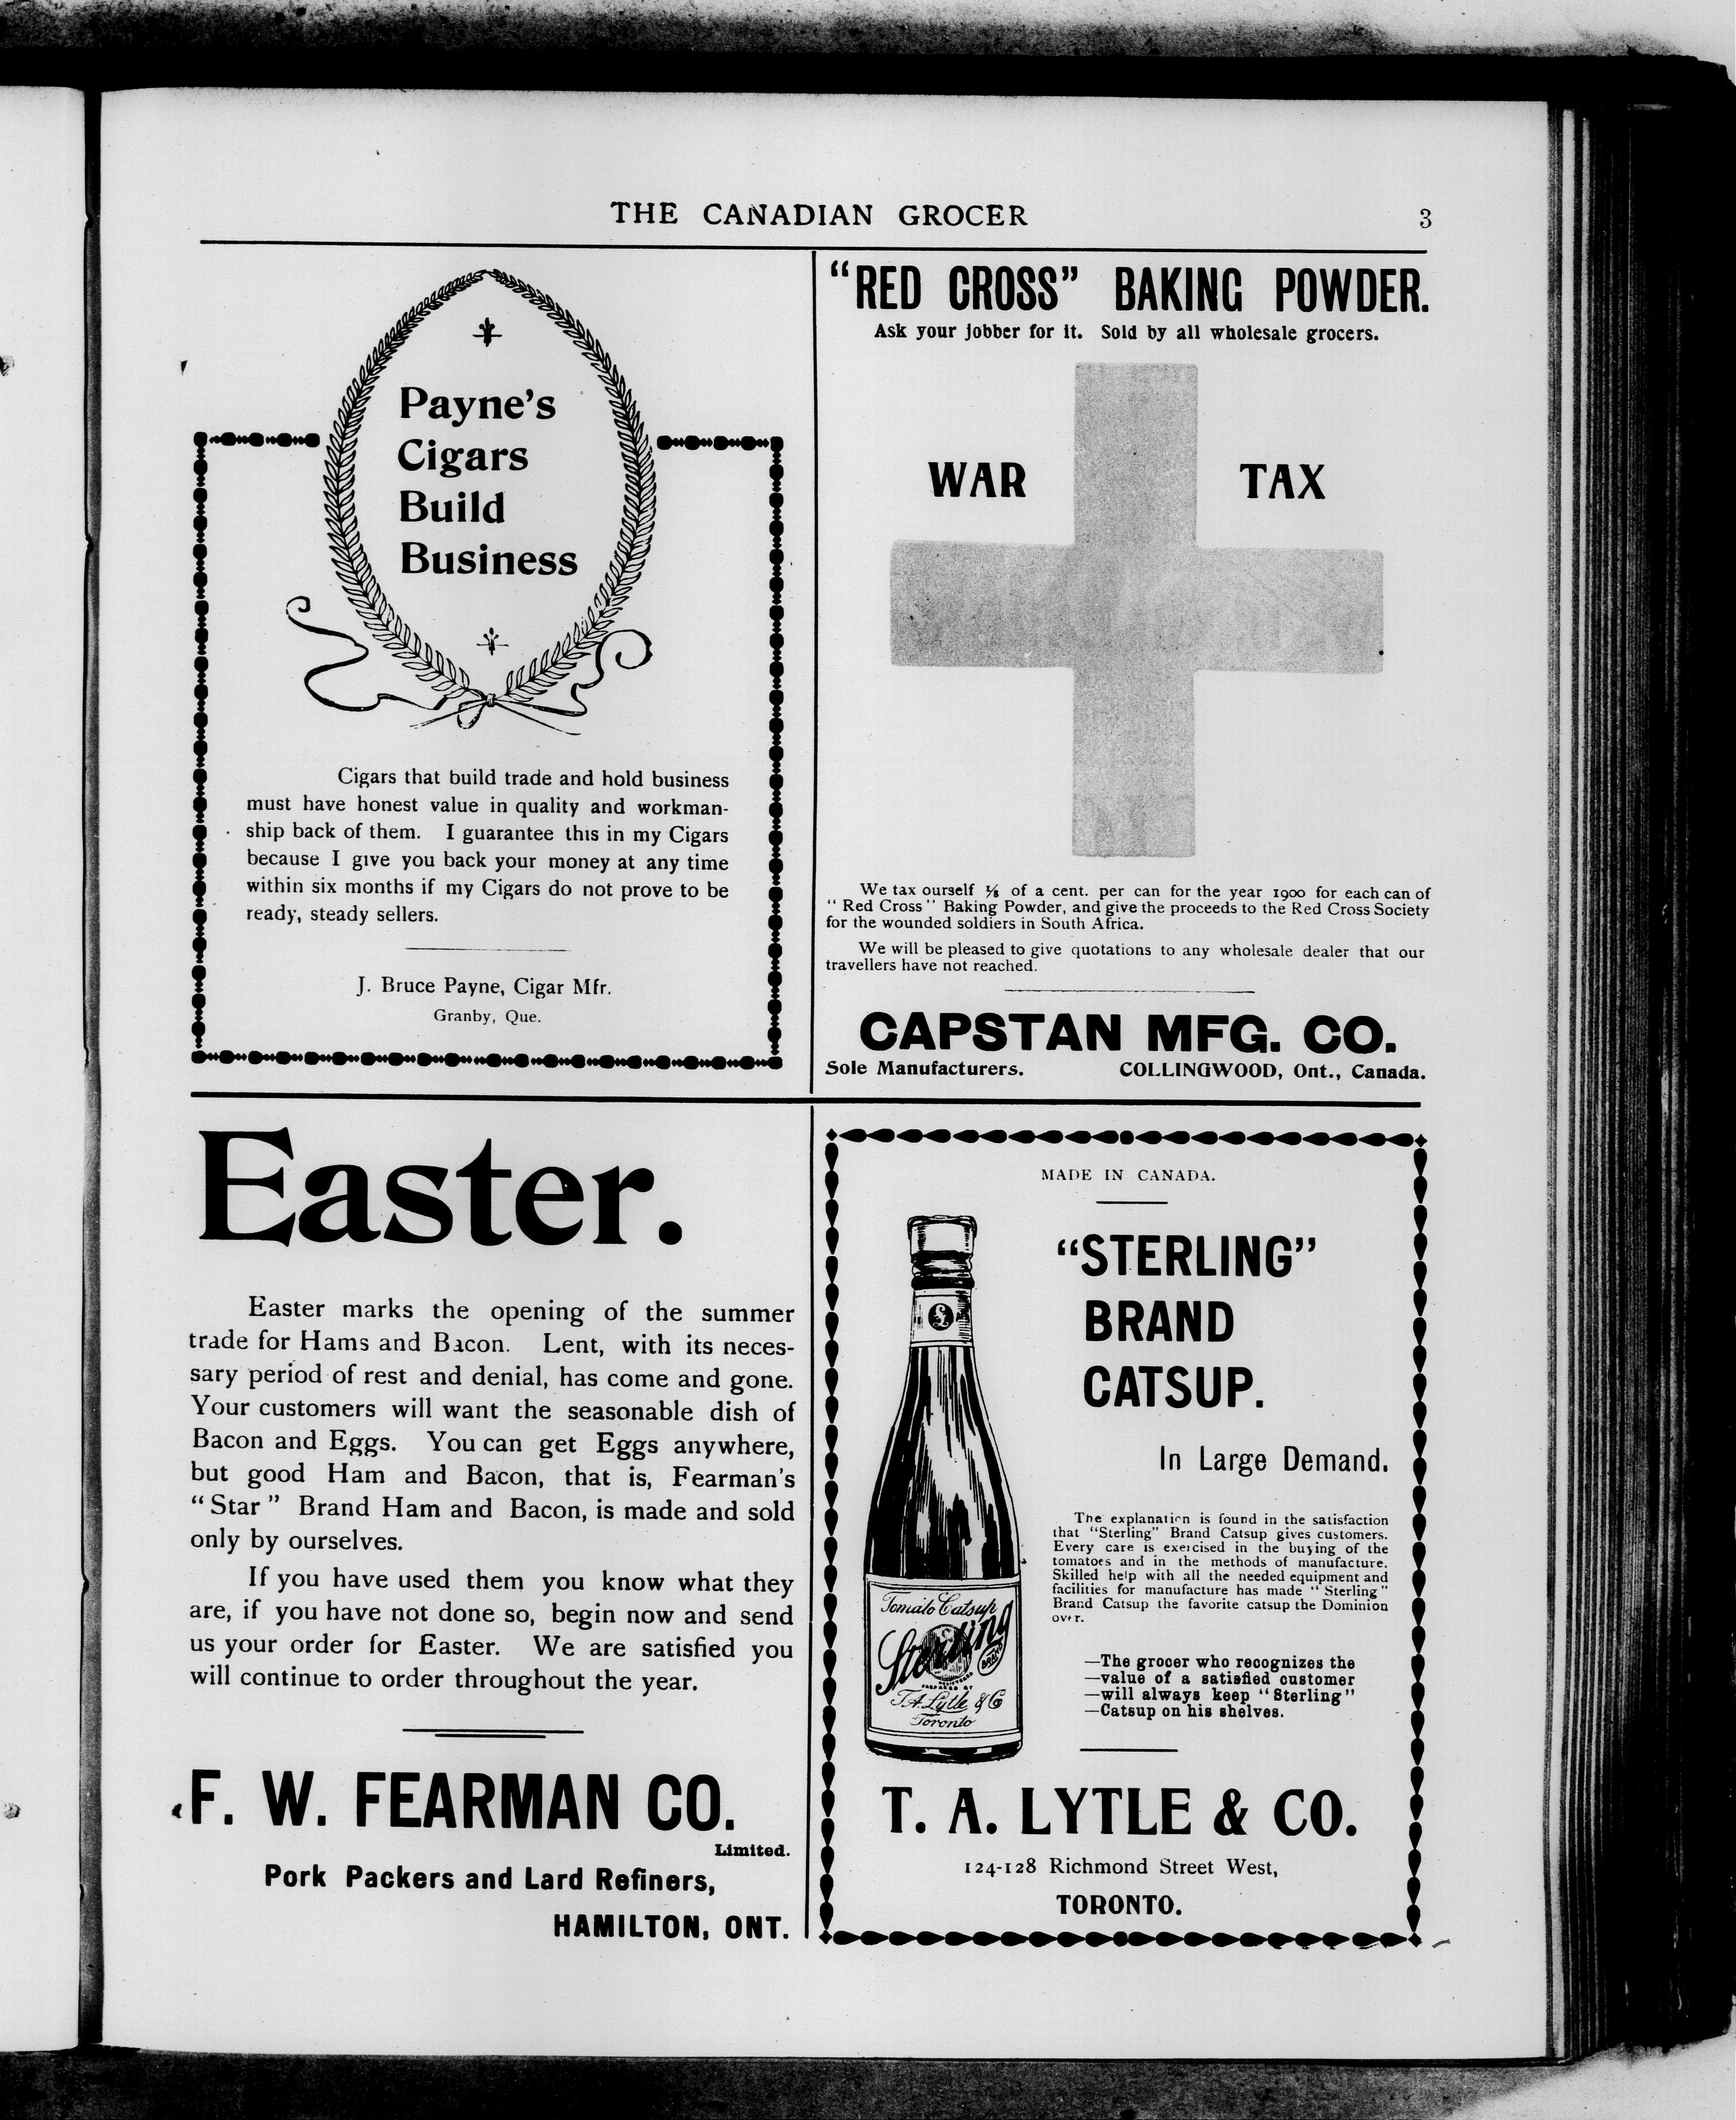 THE CANADIAN GROCER
3
Payne's
Cigars
Build
Business
Cigars that build trade and hold business
must have honest value in quality and workman-
ship back of them. I guarantee this in my Cigars
because I give you back your money at any time
within six months if my Cigars do not prove to be
ready, steady sellers.
J. Bruce Payne, Cigar Mfr.
Granby, Que.
"RED CROSS" BAKING POWDER.
Ask your jobber for it. Sold by all wholesale grocers.
WAR TAX
We tax ourself ⅛ of a cent. per can for the year 1900 for each can of
" Red Cross " Baking Powder, and give the proceeds to the Red Cross Society
for the wounded soldiers in South Africa.
We will be pleased to give quotations to any wholesale dealer that our
travellers have not reached.
CAPSTAN MFG. CO.
Sole Manufacturers. COLLINGWOOD, Ont., Canada.
Easter.
Easter marks the opening of the summer
trade for Hams and Bacon. Lent, with its neces-
sary period of rest and denial, has come and gone.
Your customers will want the seasonable dish of
Bacon and Eggs. You can get Eggs anywhere,
but good Ham and Bacon, that is, Fearman's
" Star " Brand Ham and Bacon, is made and sold
only by ourselves.
If you have used them you know what they
are, if you have not done so, begin now and send
us your order for Easter. We are satisfied you
will continue to order throughout the year.
F. W. FEARMAN CO.
Limited.
Pork Packers and Lard Refiners,
HAMILTON, ONT.
MADE IN CANADA.
"STERLING"
BRAND
CATSUP.
In Large Demand.
The explanation is found in the satisfaction
that "Sterling" Brand Catsup gives customers.
Every care is exercised in the buying of the
tomatoes and in the methods of manufacture.
Skilled help with all the needed equipment and
facilities for manufacture has made " Sterling "
Brand Catsup the favorite catsup the Dominion
over.
—The grocer who recognizes the
—value of a satisfied customer
—will always keep " Sterling "
—Catsup on his shelves.
Tomato Catsup
Sterling
BRAND
PREPARED BY
T.A. Lytle & Co
Toronto
T. A. LYTLE & CO.
124-128 Richmond Street West,
TORONTO.